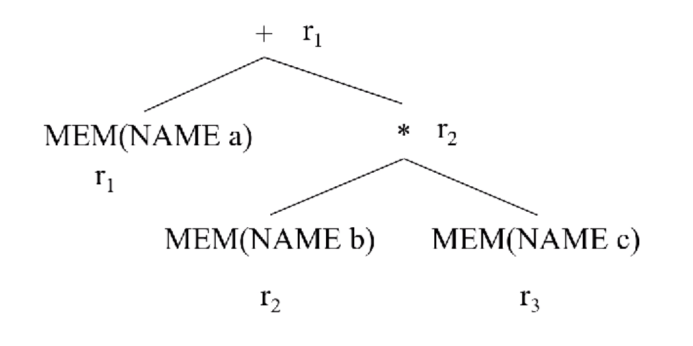 + r₁
MEM(NAME a) * r₂
r₁
MEM(NAME b) MEM(NAME c)
r₂ r₃